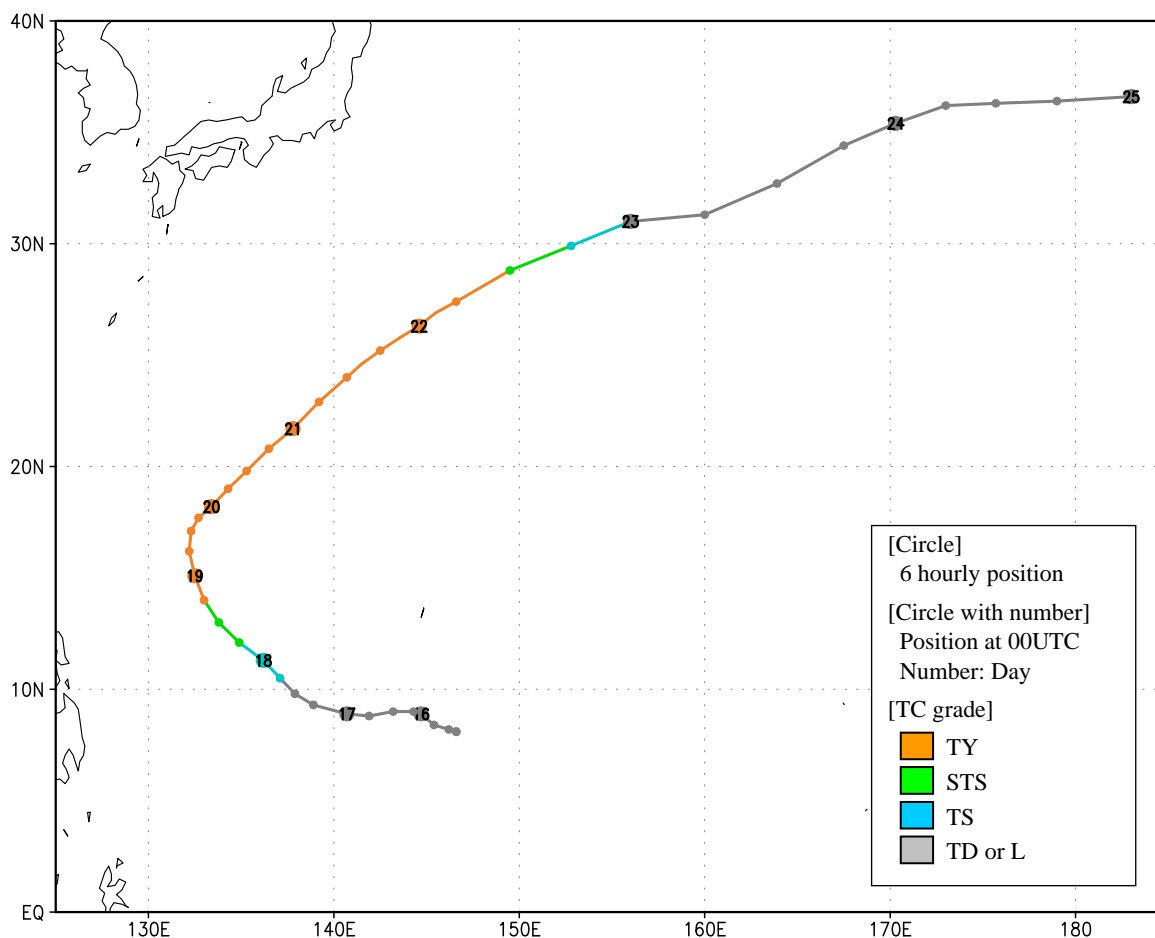 40N
25
24
30N
23
22
21
20N
20
19
18
10N
17
16
EQ
130E
140E
150E
160E
170E
180
[Circle]
6 hourly position
[Circle with number]
Position at 00UTC
Number: Day
[TC grade]
TY
STS
TS
TD or L